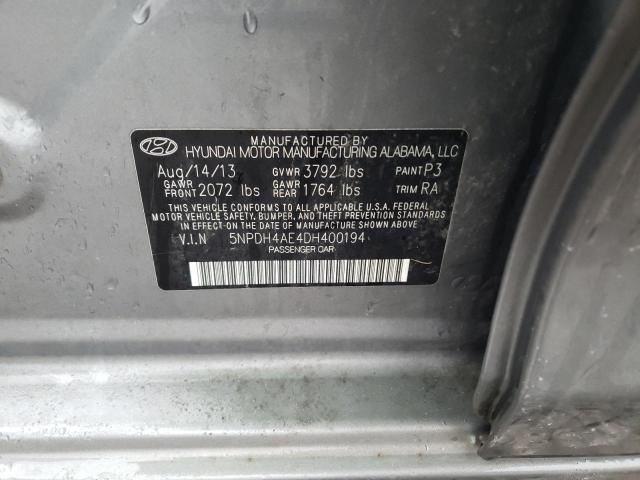 MANUFACTURED BY
HYUNDAI MOTOR MANUFACTURING ALABAMA, LLC
Aug/14/13 GVWR 3792 lbs PAINT P3
GAWR FRONT 2072 lbs GAWR REAR 1764 lbs TRIM RA
THIS VEHICLE CONFORMS TO ALL APPLICABLE U.S.A FEDERAL
MOTOR VEHICLE SAFETY, BUMPER, AND THEFT PREVENTION STANDARDS
IN EFFECT ON THE DATE OF MANUFACTURE SHOWN ABOVE.
V.I.N 5NPDH4AE4DH400194
PASSENGER CAR